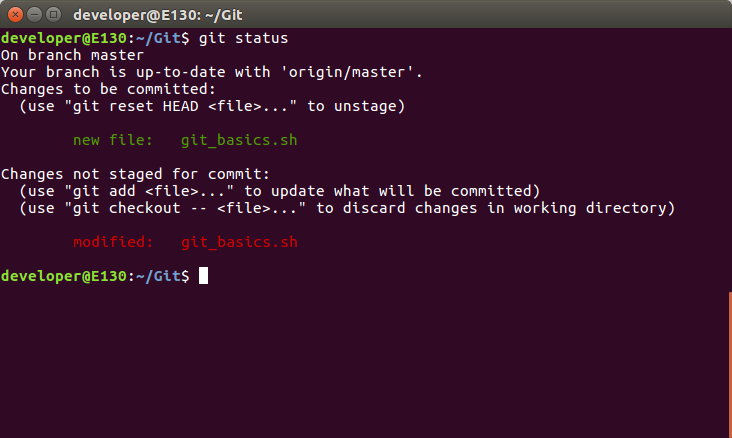 developer@E130: ~/Git
developer@E130:~/Git$ git status
On branch master
Your branch is up-to-date with 'origin/master'.
Changes to be committed:
  (use "git reset HEAD <file>..." to unstage)
        new file:   git_basics.sh
Changes not staged for commit:
  (use "git add <file>..." to update what will be committed)
  (use "git checkout -- <file>..." to discard changes in working directory)
        modified:   git_basics.sh
developer@E130:~/Git$